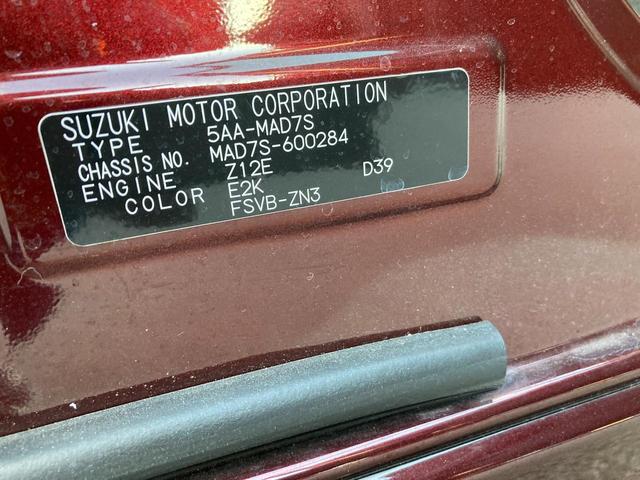 SUZUKI MOTOR CORPORATION
TYPE 5AA-MAD7S
CHASSIS NO. MAD7S-600284
ENGINE Z12E D39
COLOR E2K
FSVB-ZN3